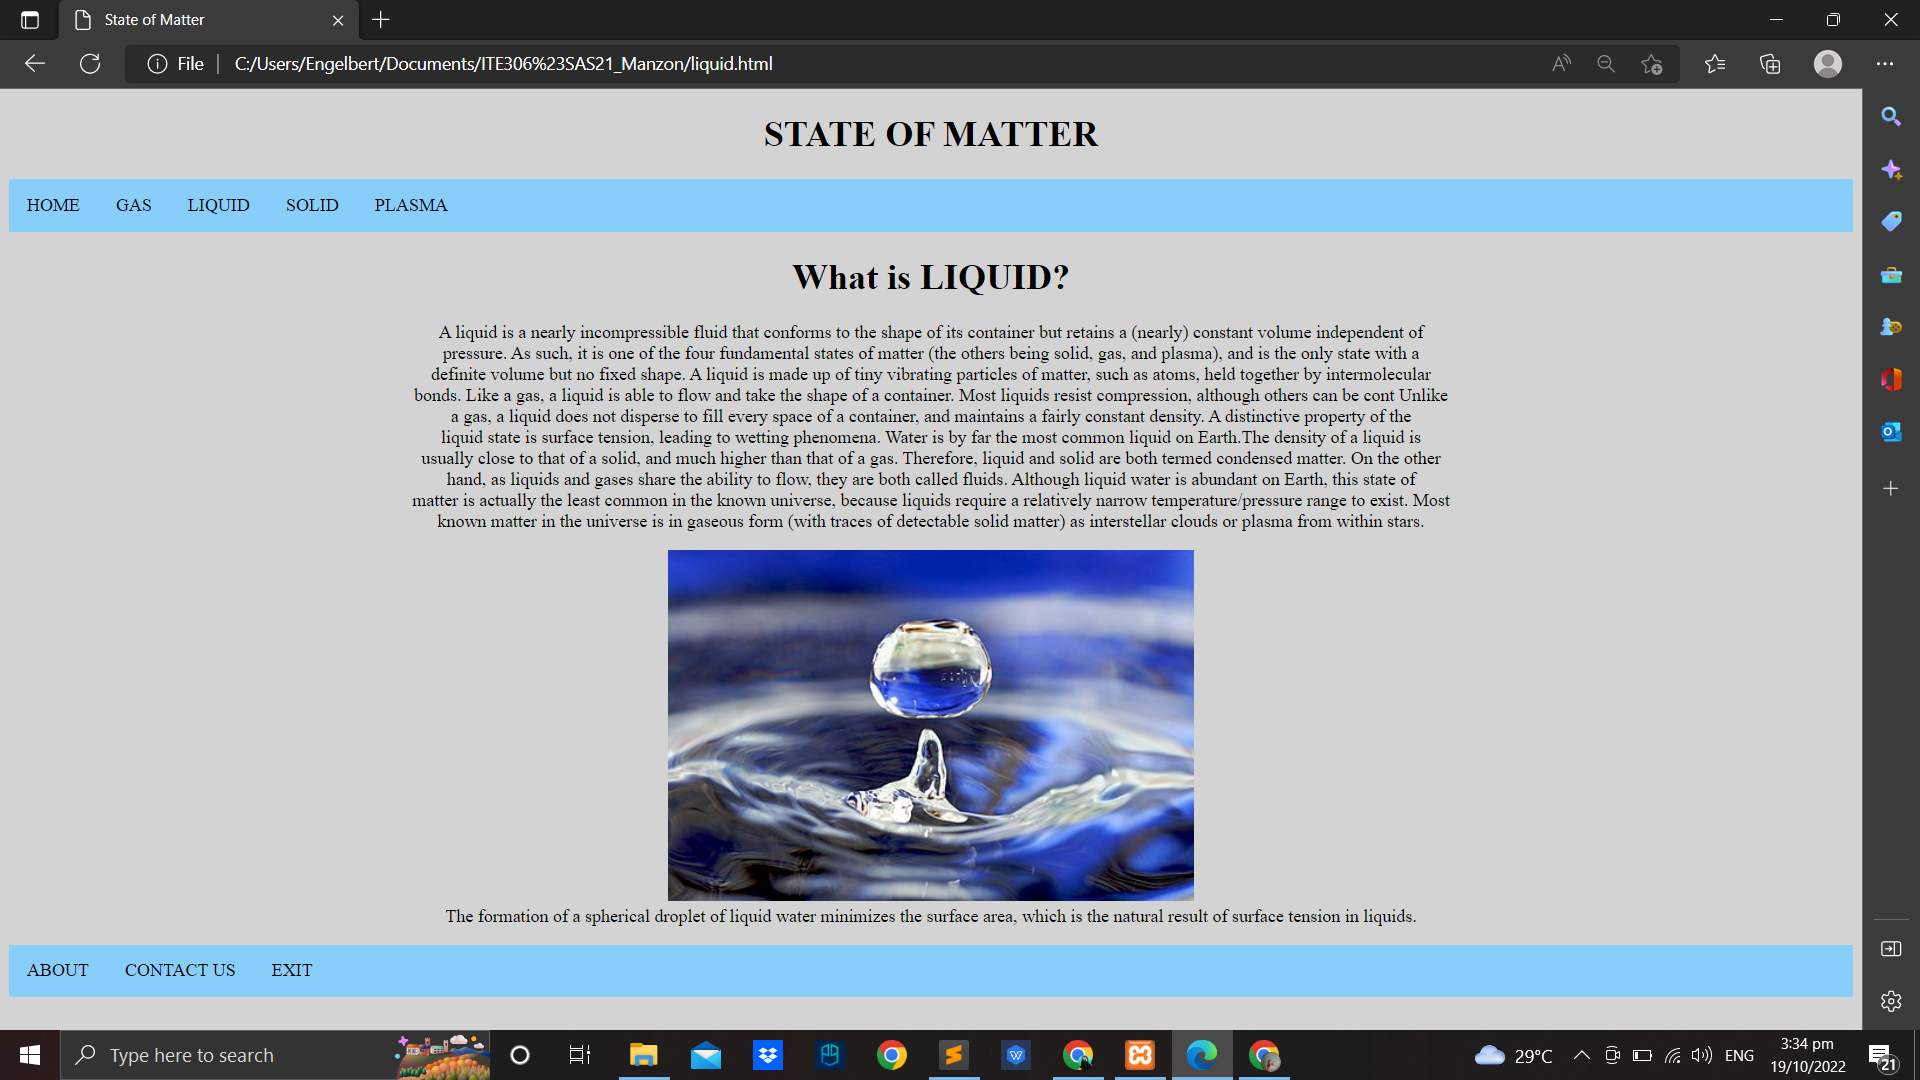 State of Matter
File
C:/Users/Engelbert/Documents/ITE306%23SAS21_Manzon/liquid.html
STATE OF MATTER
HOME GAS LIQUID SOLID PLASMA
What is LIQUID?
A liquid is a nearly incompressible fluid that conforms to the shape of its container but retains a (nearly) constant volume independent of
pressure. As such, it is one of the four fundamental states of matter (the others being solid, gas, and plasma), and is the only state with a
definite volume but no fixed shape. A liquid is made up of tiny vibrating particles of matter, such as atoms, held together by intermolecular
bonds. Like a gas, a liquid is able to flow and take the shape of a container. Most liquids resist compression, although others can be cont Unlike
a gas, a liquid does not disperse to fill every space of a container, and maintains a fairly constant density. A distinctive property of the
liquid state is surface tension, leading to wetting phenomena. Water is by far the most common liquid on Earth.The density of a liquid is
usually close to that of a solid, and much higher than that of a gas. Therefore, liquid and solid are both termed condensed matter. On the other
hand, as liquids and gases share the ability to flow, they are both called fluids. Although liquid water is abundant on Earth, this state of
matter is actually the least common in the known universe, because liquids require a relatively narrow temperature/pressure range to exist. Most
known matter in the universe is in gaseous form (with traces of detectable solid matter) as interstellar clouds or plasma from within stars.
The formation of a spherical droplet of liquid water minimizes the surface area, which is the natural result of surface tension in liquids.
ABOUT CONTACT US EXIT
Type here to search
29°C
ENG
3:34 pm
19/10/2022
21